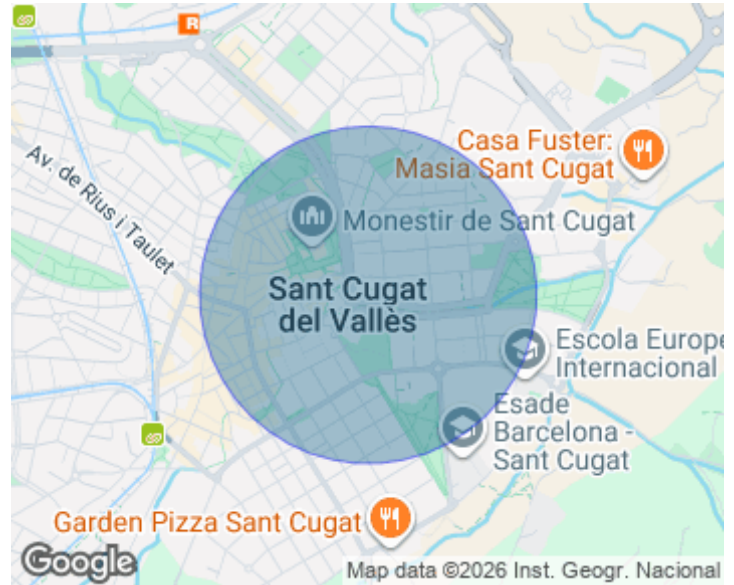 R
Casa Fuster:
Masia Sant Cugat
Av. de Rius i Taulet
Monestir de Sant Cugat
Sant Cugat
del Vallès
Escola Europe
Internacional
Esade
Barcelona -
Sant Cugat
Garden Pizza Sant Cugat
Google
Map data ©2026 Inst. Geogr. Nacional